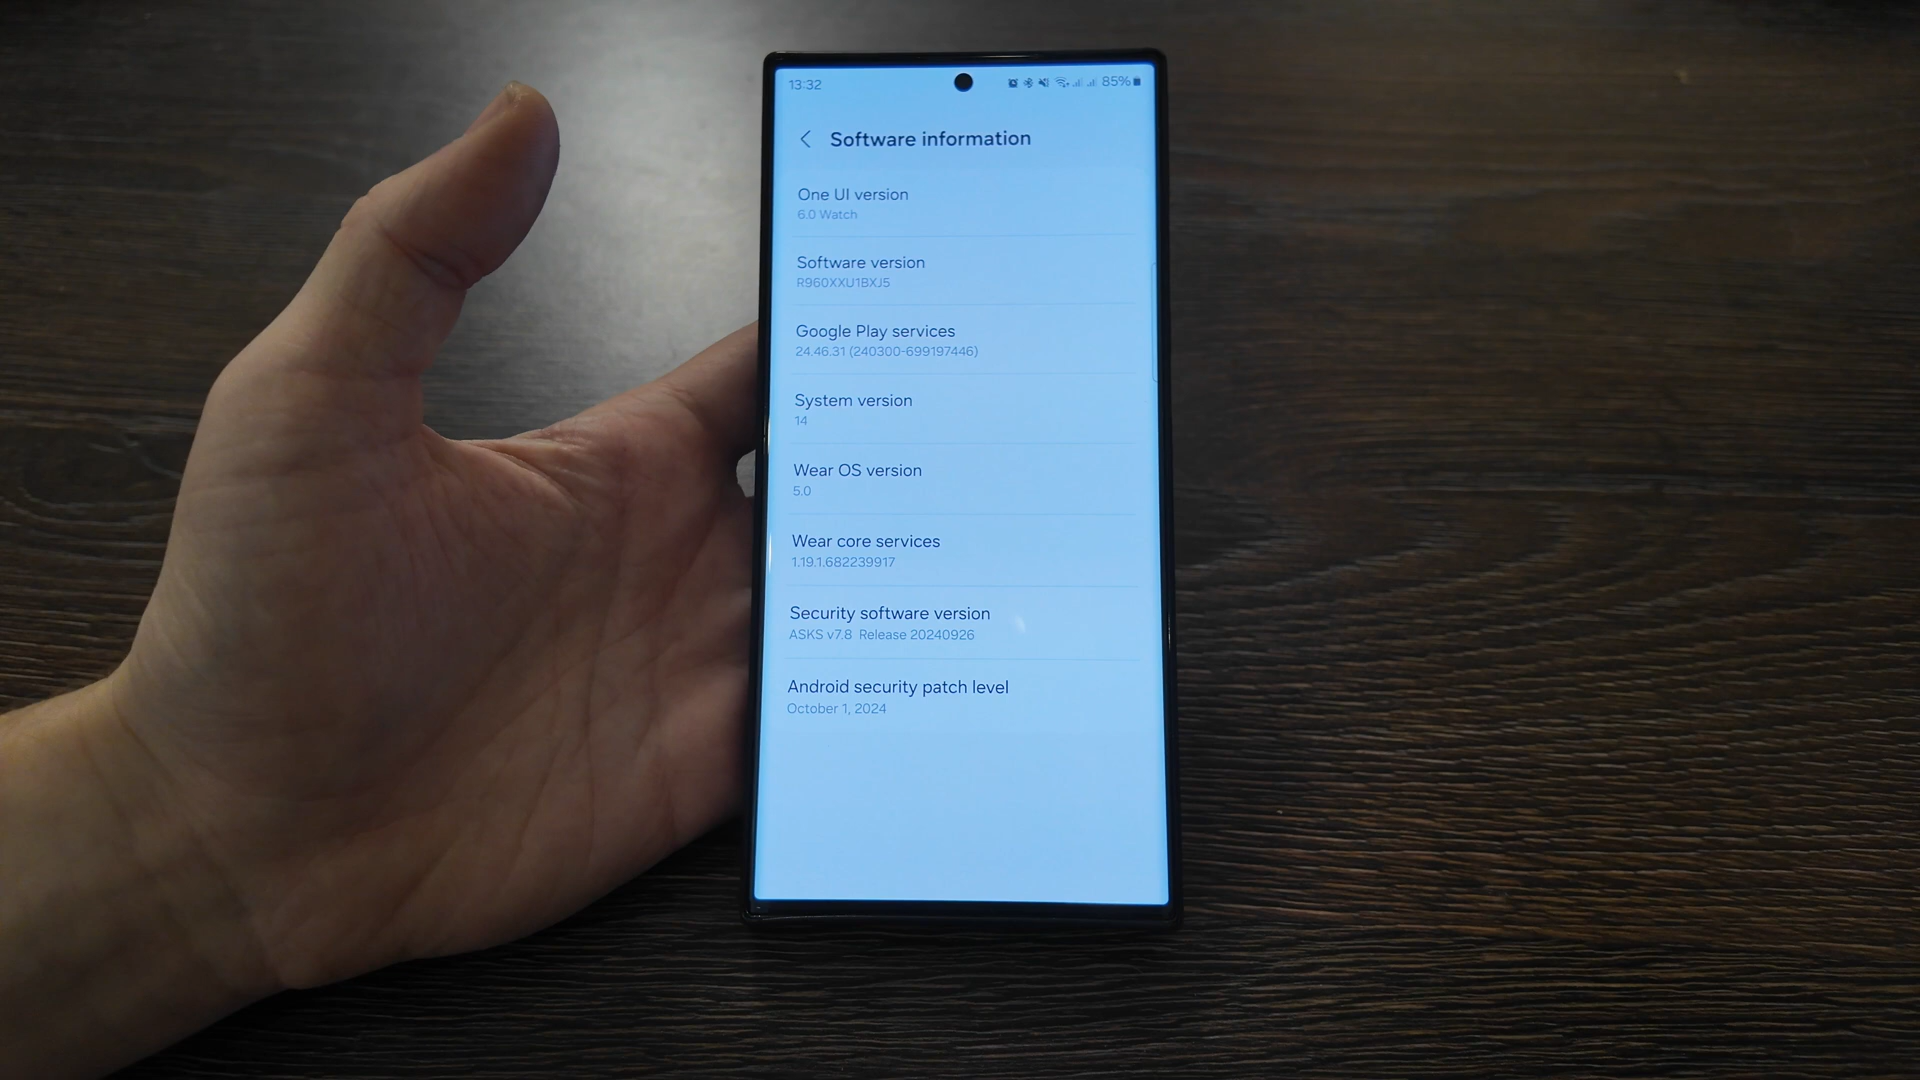 13:32
85%
Software information
One UI version
6.0 Watch
Software version
R960XXU1BXJ5
Google Play services
24.46.31 (240300-699197446)
System version
14
Wear OS version
5.0
Wear core services
1.19.1.682239917
Security software version
ASKS v7.8 Release 20240926
Android security patch level
October 1, 2024